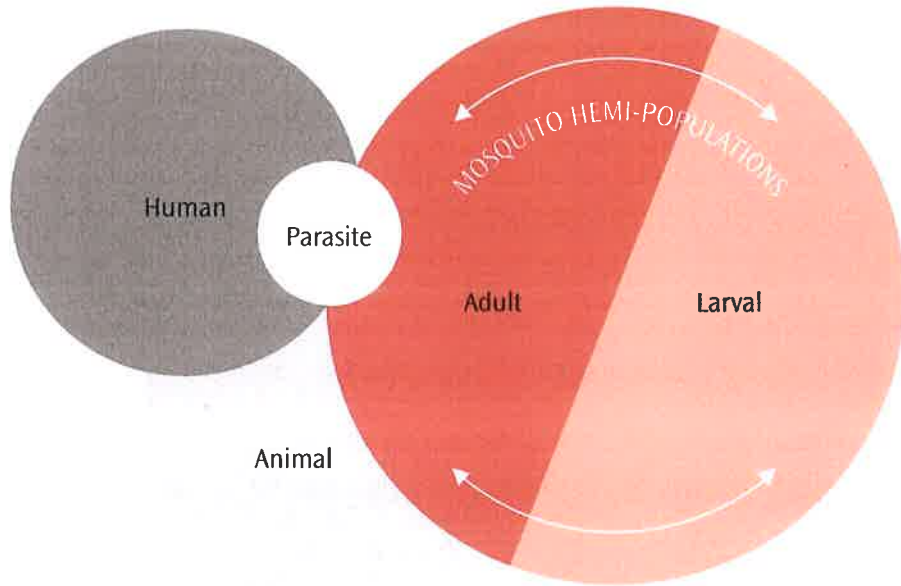 MOSQUITO HEMI-POPULATIONS
Human
Parasite
Adult
Larval
Animal